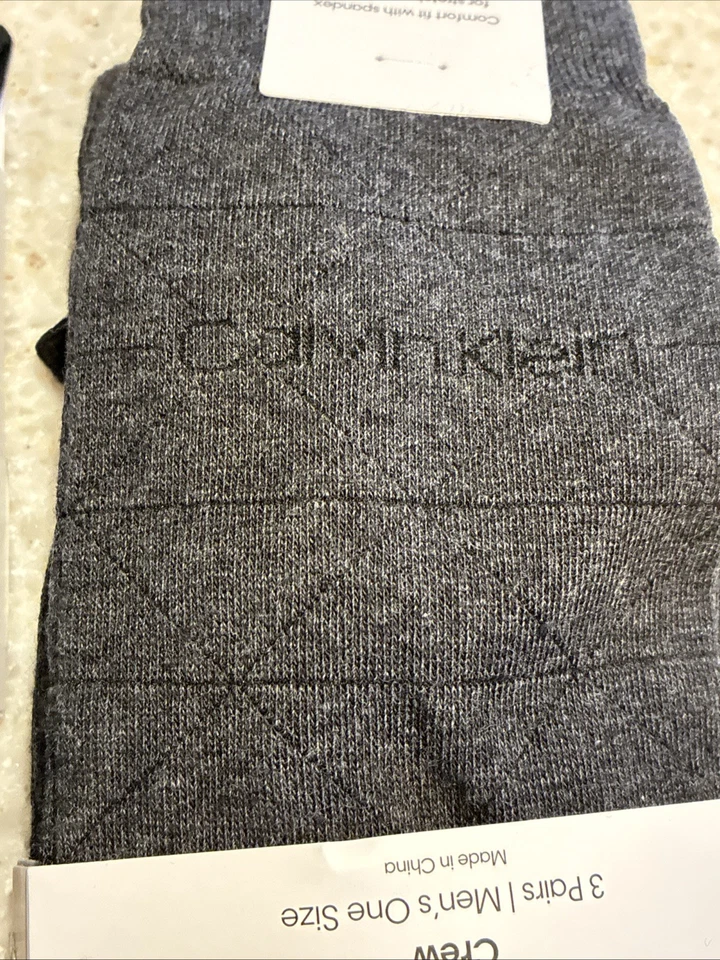 Comfort fit with spandex
Calvin Klein
Crew
3 Pairs | Men's One Size
Made in China